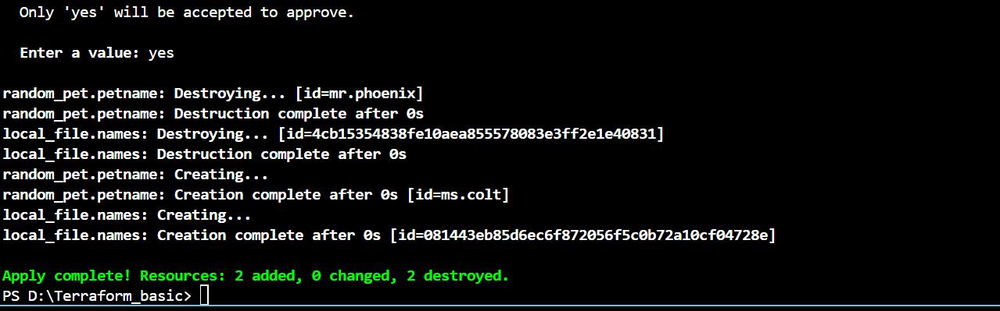 Only 'yes' will be accepted to approve.
Enter a value: yes
random_pet.petname: Destroying... [id=mr.phoenix]
random_pet.petname: Destruction complete after 0s
local_file.names: Destroying... [id=4cb15354838fe10aea855578083e3ff2e1e40831]
local_file.names: Destruction complete after 0s
random_pet.petname: Creating...
random_pet.petname: Creation complete after 0s [id=ms.colt]
local_file.names: Creating...
local_file.names: Creation complete after 0s [id=081443eb85d6ec6f872056f5c0b72a10cf04728e]
Apply complete! Resources: 2 added, 0 changed, 2 destroyed.
PS D:\Terraform_basic>